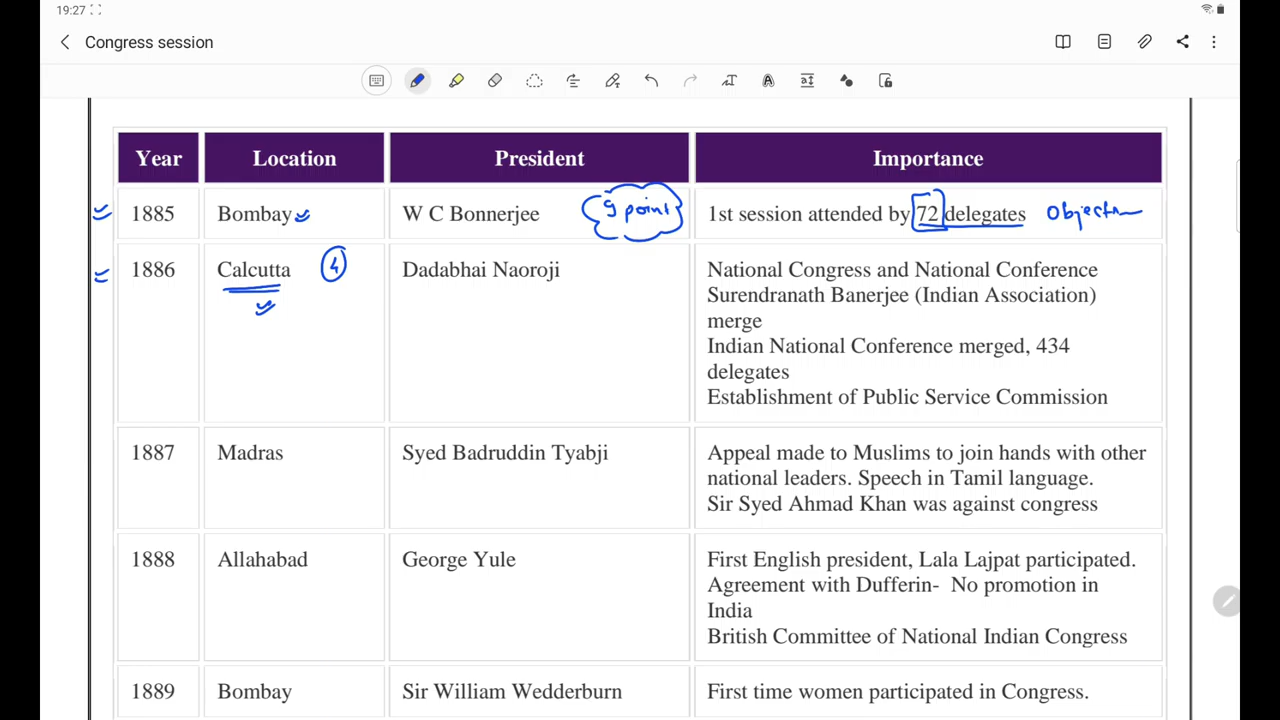 19:27
Congress session
Year Location President Importance
1885 Bombay W C Bonnerjee 9 point 1st session attended by 72 delegates
1886 Calcutta 4 Dadabhai Naoroji National Congress and National Conference
Surendranath Banerjee (Indian Association)
merge
Indian National Conference merged, 434
delegates
Establishment of Public Service Commission
1887 Madras Syed Badruddin Tyabji Appeal made to Muslims to join hands with other
national leaders. Speech in Tamil language.
Sir Syed Ahmad Khan was against congress
1888 Allahabad George Yule First English president, Lala Lajpat participated.
Agreement with Dufferin- No promotion in
India
British Committee of National Indian Congress
1889 Bombay Sir William Wedderburn First time women participated in Congress.